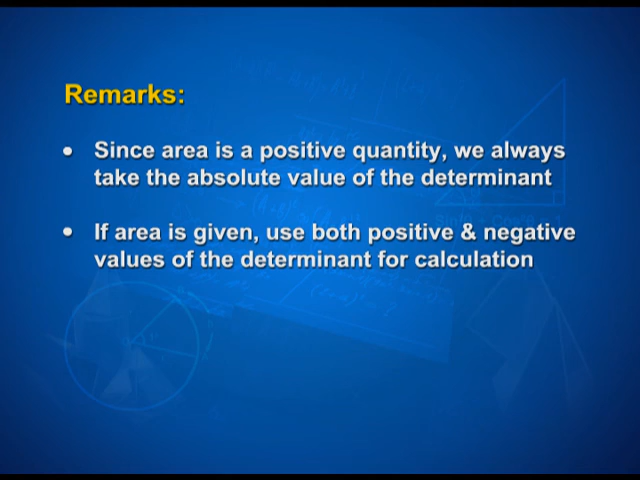 Remarks:
• Since area is a positive quantity, we always
take the absolute value of the determinant
• If area is given, use both positive & negative
values of the determinant for calculation